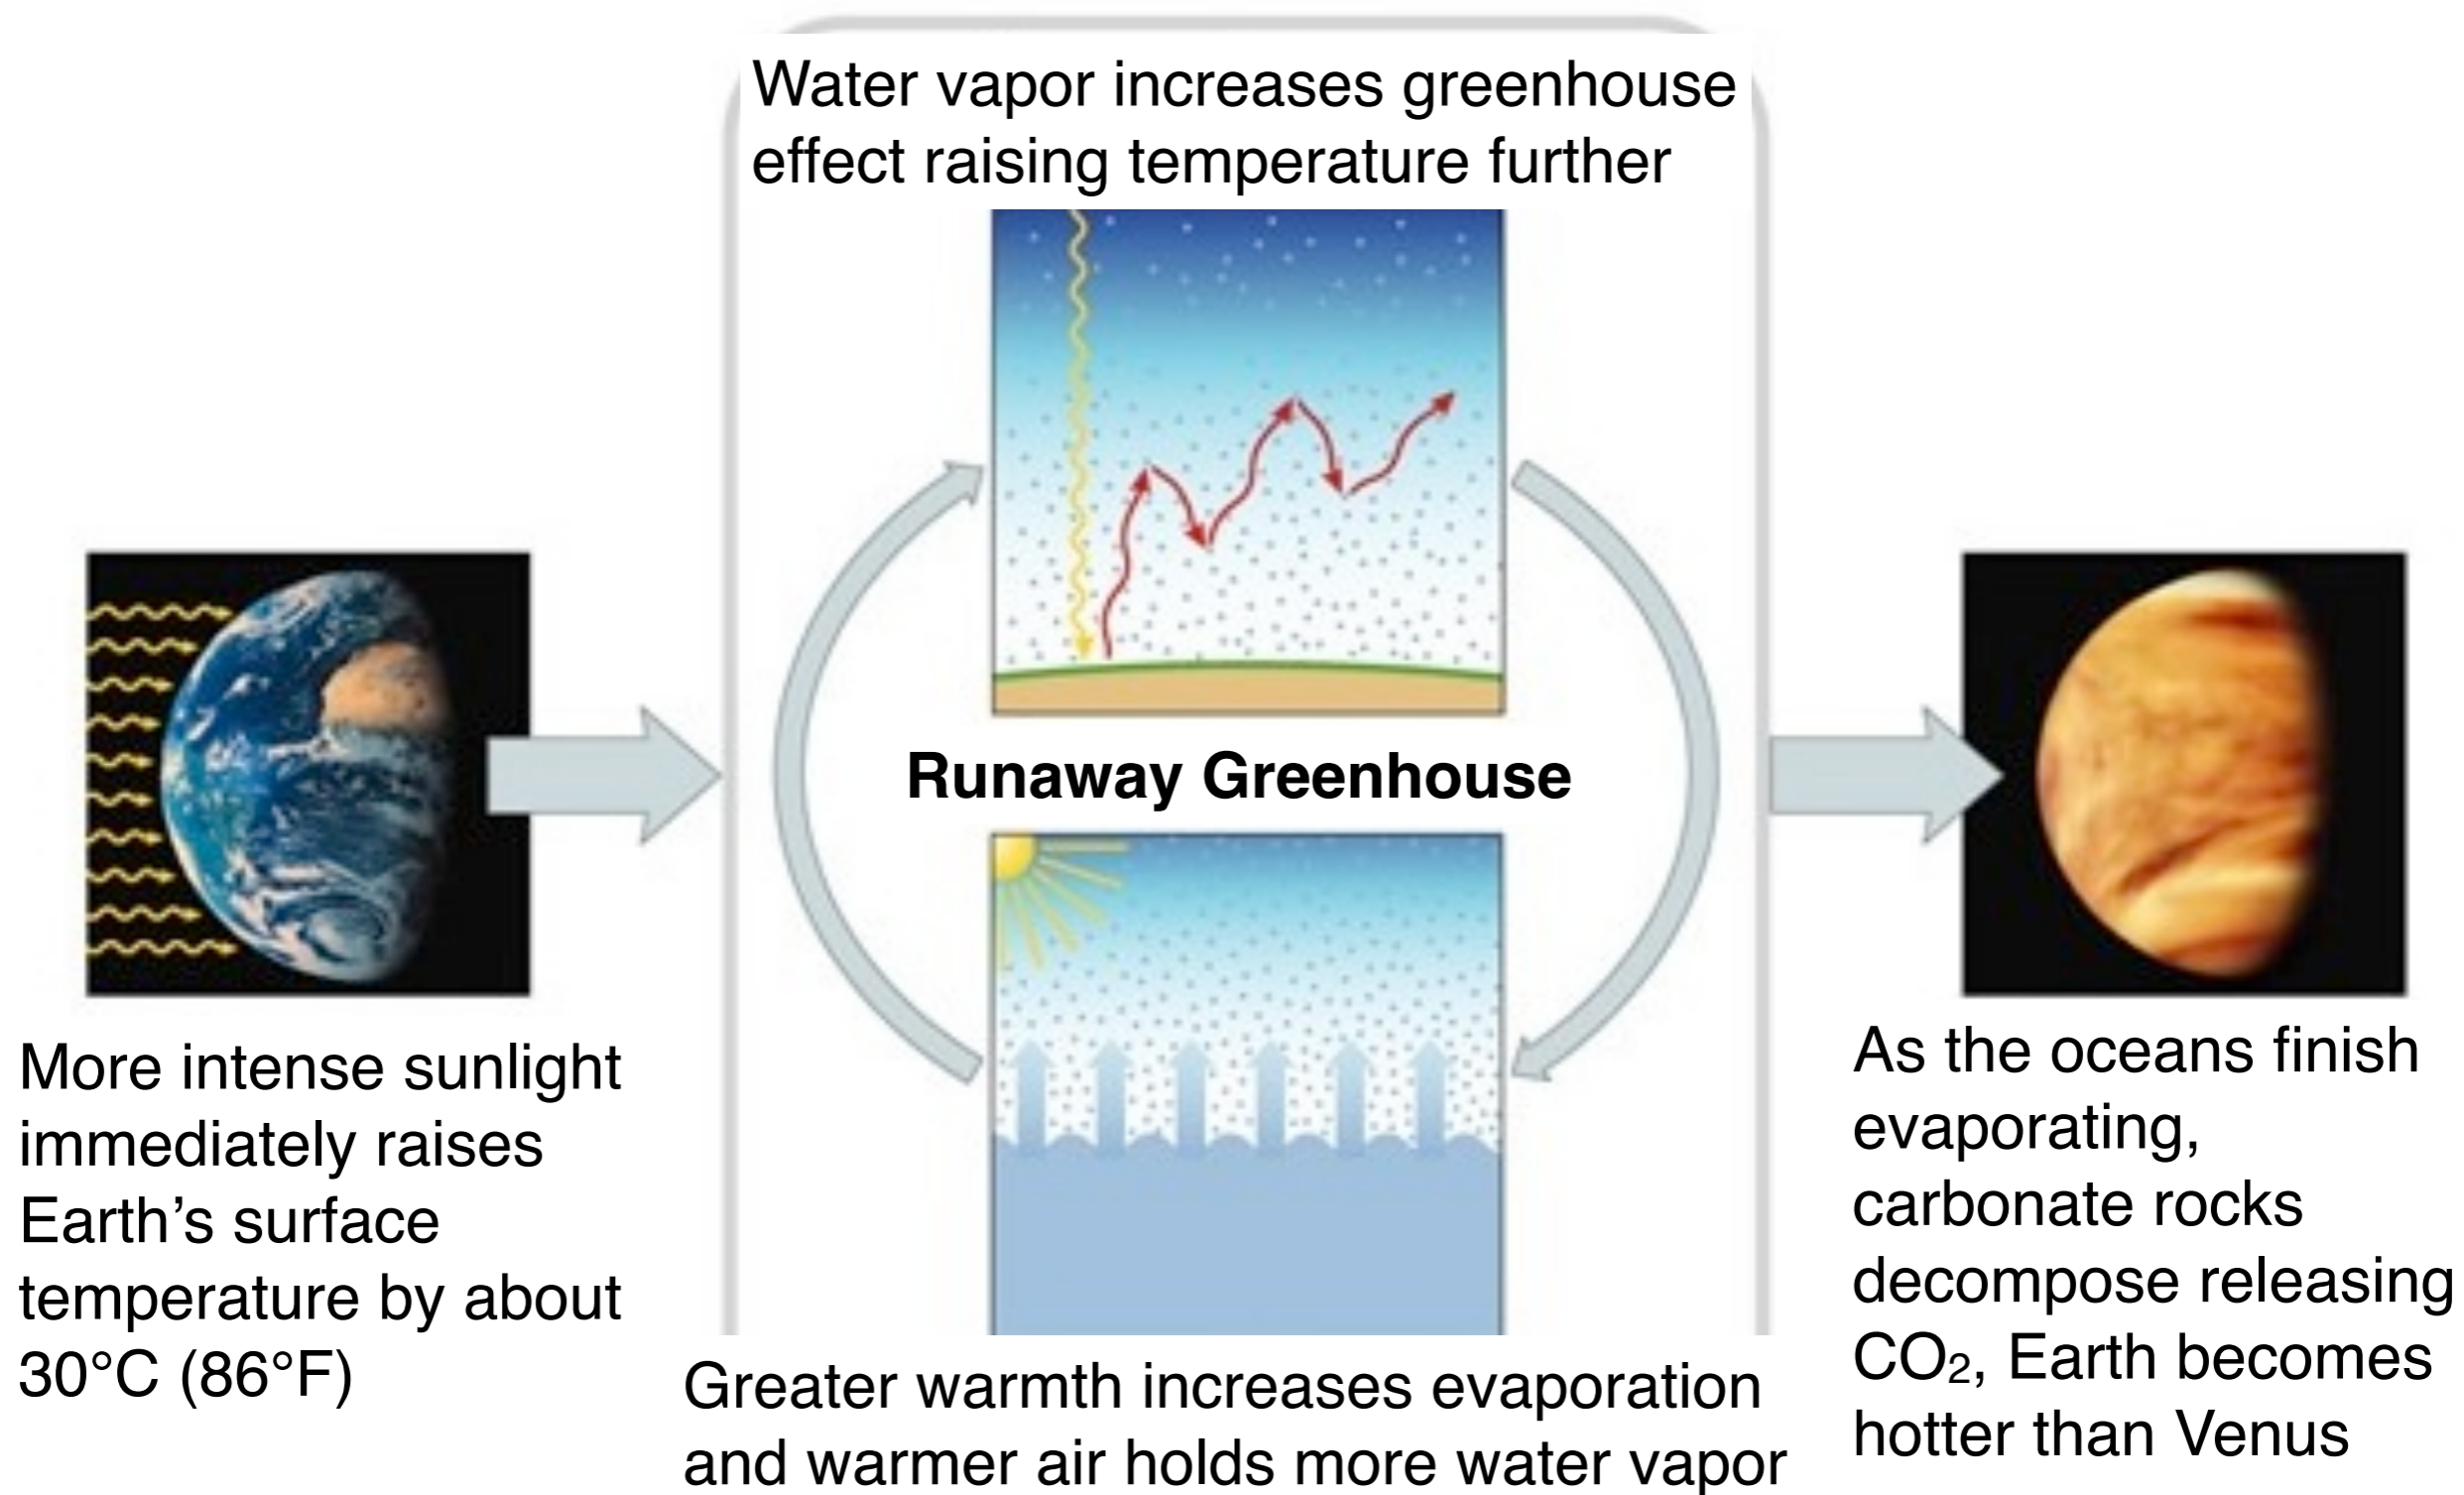 Water vapor increases greenhouse
effect raising temperature further
Runaway Greenhouse
More intense sunlight
immediately raises
Earth’s surface
temperature by about
30°C (86°F)
Greater warmth increases evaporation
and warmer air holds more water vapor
As the oceans finish
evaporating,
carbonate rocks
decompose releasing
CO₂, Earth becomes
hotter than Venus